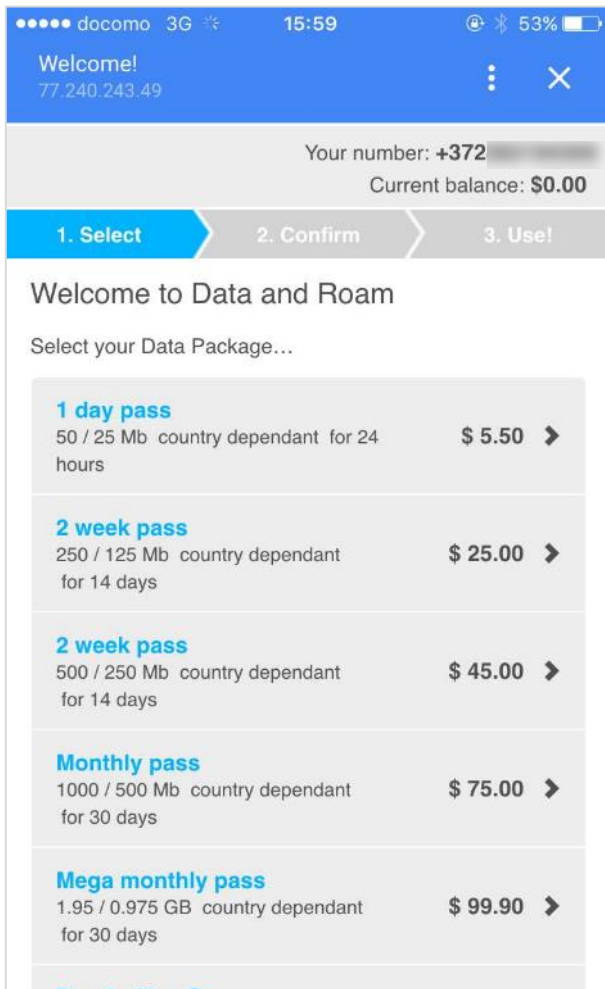 docomo 3G 15:59 53%
Welcome!
77.240.243.49
Your number: +372
Current balance: $0.00
1. Select 2. Confirm 3. Use!
Welcome to Data and Roam
Select your Data Package...
1 day pass
50 / 25 Mb country dependant for 24 $ 5.50
hours
2 week pass
250 / 125 Mb country dependant $ 25.00
for 14 days
2 week pass
500 / 250 Mb country dependant $ 45.00
for 14 days
Monthly pass
1000 / 500 Mb country dependant $ 75.00
for 30 days
Mega monthly pass
1.95 / 0.975 GB country dependant $ 99.90
for 30 days